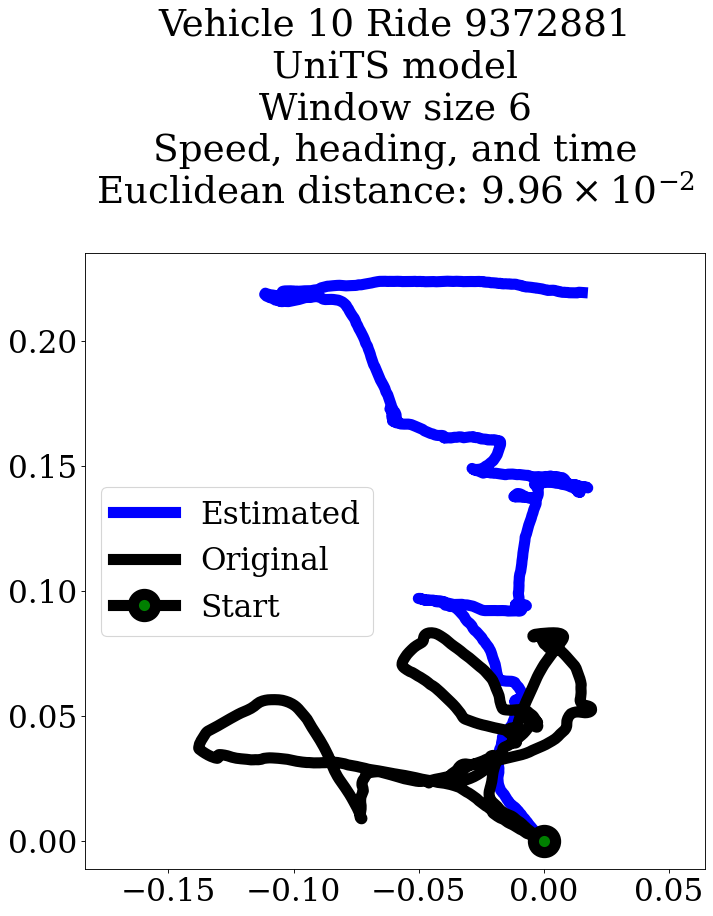 Vehicle 10 Ride 9372881
UniTS model
Window size 6
Speed, heading, and time
Euclidean distance: 9.96 × 10⁻²
0.20
0.15
0.10
0.05
0.00
Estimated
Original
Start
−0.15 −0.10 −0.05 0.00 0.05